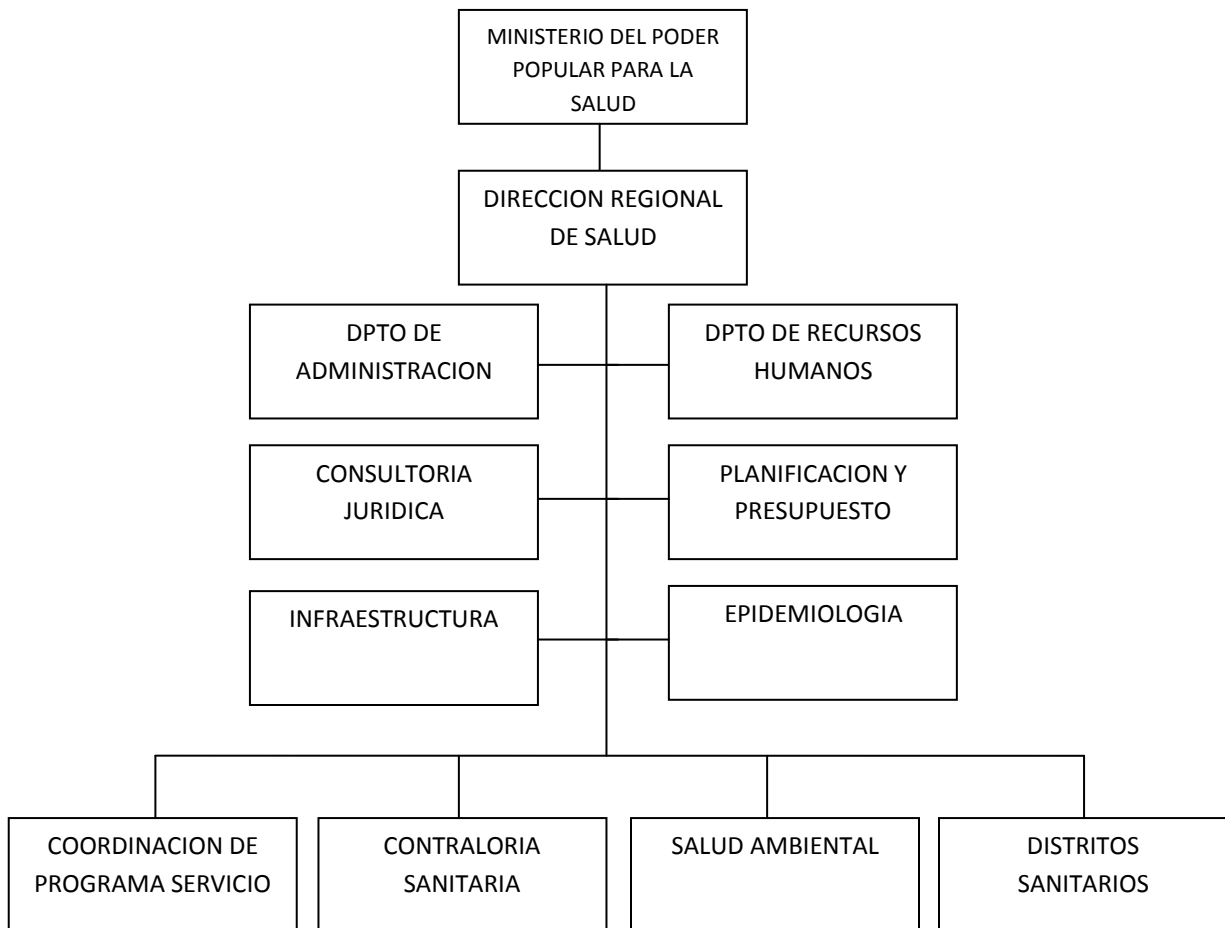 MINISTERIO DEL PODER
POPULAR PARA LA
SALUD
DIRECCION REGIONAL
DE SALUD
DPTO DE
ADMINISTRACION
DPTO DE RECURSOS
HUMANOS
CONSULTORIA
JURIDICA
PLANIFICACION Y
PRESUPUESTO
INFRAESTRUCTURA
EPIDEMIOLOGIA
COORDINACION DE
PROGRAMA SERVICIO
CONTRALORIA
SANITARIA
SALUD AMBIENTAL
DISTRITOS
SANITARIOS